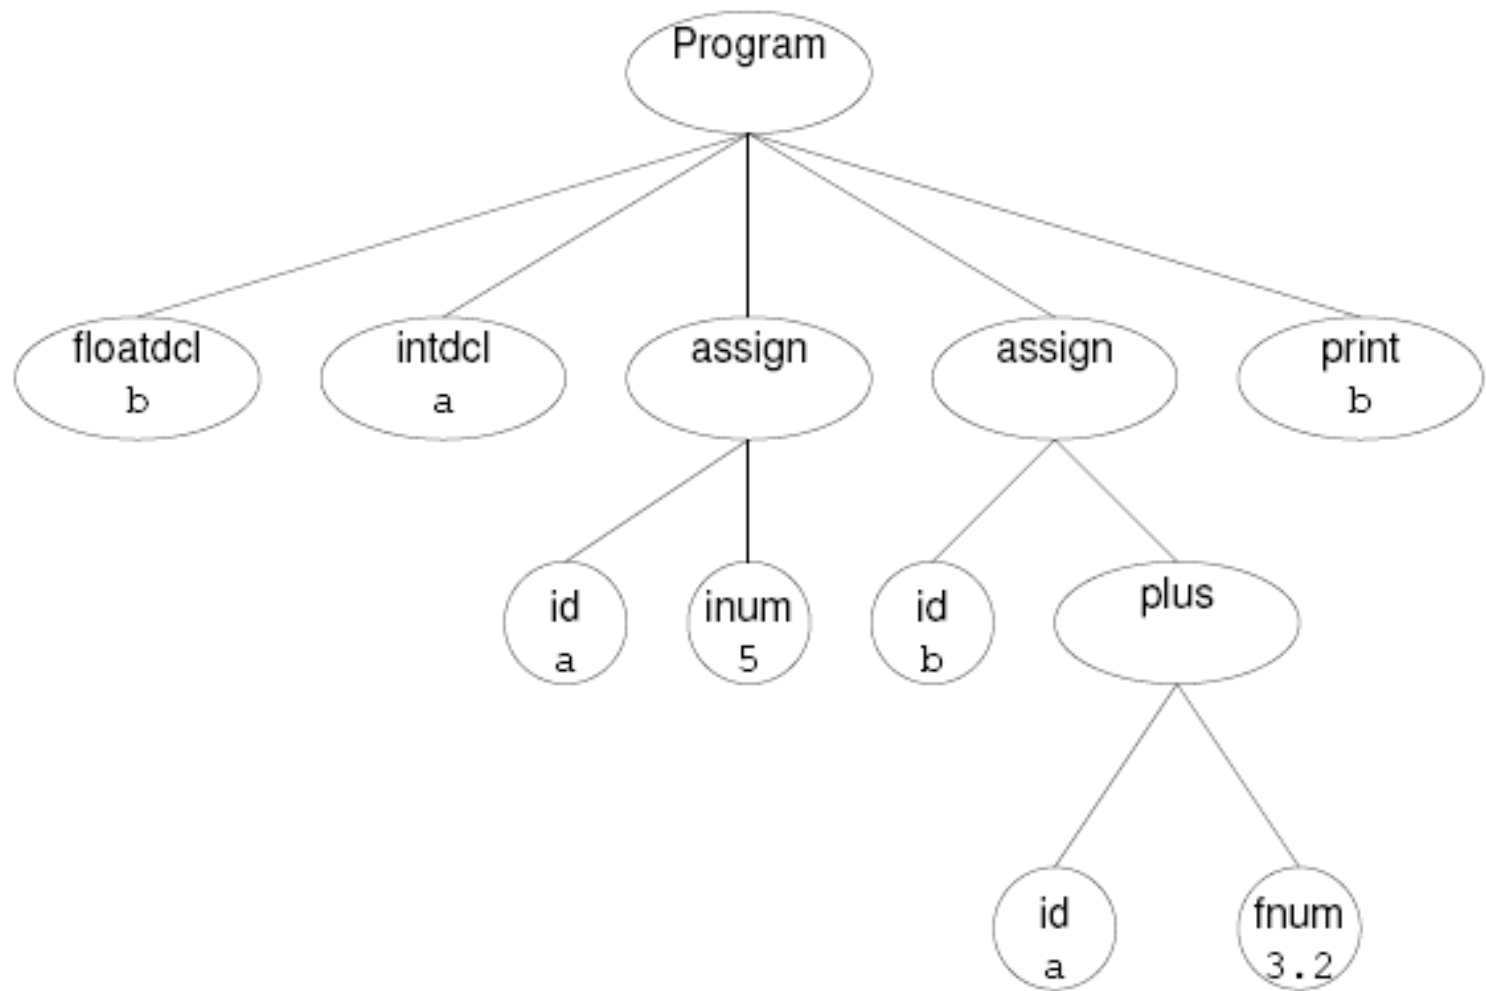 Program
floatdcl
b
intdcl
a
assign
assign
print
b
id
a
inum
5
id
b
plus
id
a
fnum
3.2